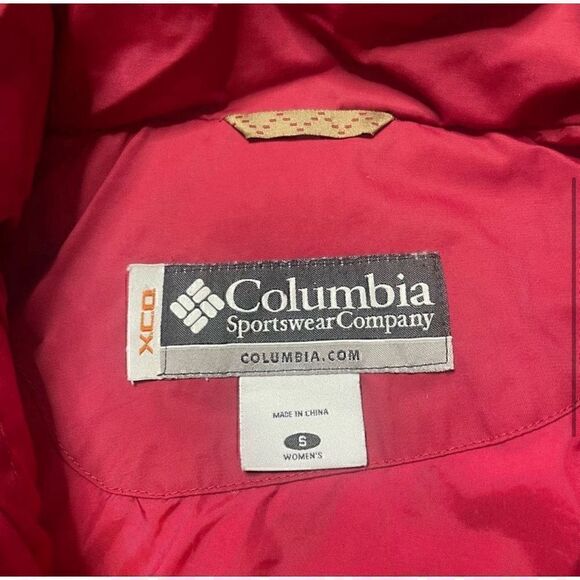 XCO
Columbia
Sportswear Company
COLUMBIA.COM
MADE IN CHINA
S
WOMEN'S